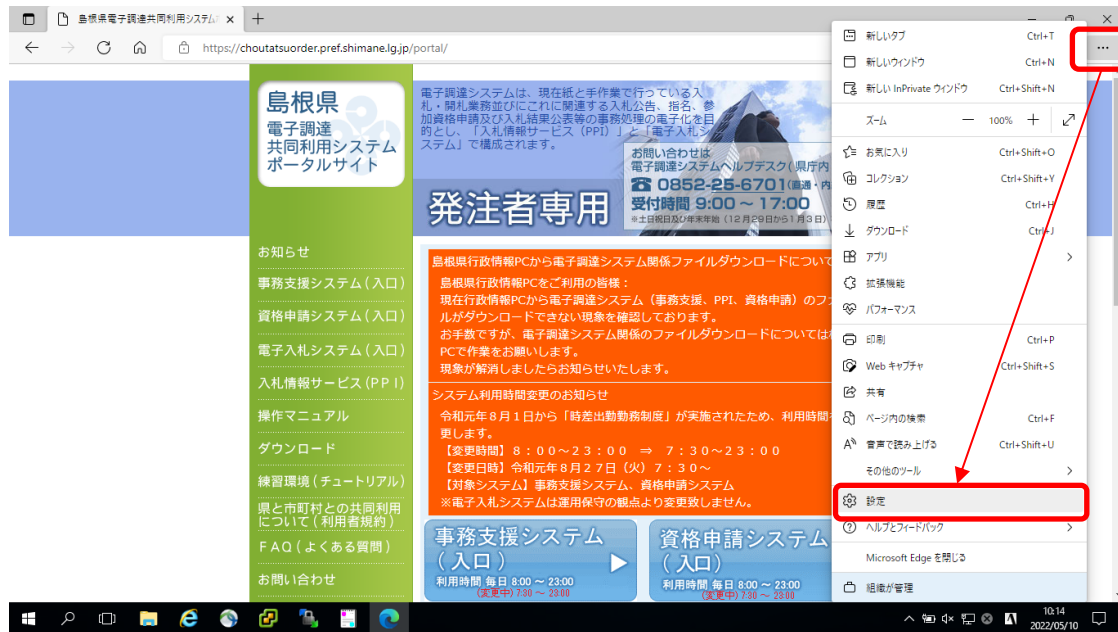 島根県電子調達共同利用システム
https://choutatsuorder.pref.shimane.lg.jp/portal/
島根県
電子調達
共同利用システム
ポータルサイト
電子調達システムは、現在紙と手作業で行っている入
札・開札業務並びにこれに関連する入札公告、指名、参
加資格申請及び入札結果公表等の事務処理の電子化を目
的とし、「入札情報サービス（PPI）」と「電子入札シ
ステム」で構成されます。
お問い合わせは
電子調達システムヘルプデスク(県庁内
0852-25-6701(直通・内
受付時間 9:00～17:00
※土日祝日及び年末年始（12月29日から1月3日）
発注者専用
お知らせ
事務支援システム(入口)
資格申請システム(入口)
電子入札システム(入口)
入札情報サービス(PPI)
操作マニュアル
ダウンロード
練習環境(チュートリアル)
県と市町村との共同利用
について(利用者規約)
FAQ(よくある質問)
お問い合わせ
島根県行政情報PCから電子調達システム関係ファイルダウンロードについて
島根県行政情報PCをご利用の皆様：
現在行政情報PCから電子調達システム（事務支援、PPI、資格申請）のファ
ルがダウンロードできない現象を確認しております。
お手数ですが、電子調達システム関係のファイルダウンロードについては
PCで作業をお願いします。
現象が解消しましたらお知らせいたします。
システム利用時間変更のお知らせ
令和元年８月１日から「時差出勤勤務制度」が実施されたため、利用時間
更します。
【変更時間】８：００～２３：００ ⇒ ７：３０～２３：００
【変更日時】令和元年８月２７日（火）７：３０～
【対象システム】事務支援システム、資格申請システム
※電子入札システムは運用保守の観点より変更致しません。
事務支援システム
(入口)
利用時間 毎日 8:00 ～ 23:00
(変更中) 7:30 ～ 23:00
資格申請システム
(入口)
利用時間 毎日 8:00 ～ 23:00
(変更中) 7:30 ～ 23:00
新しいタブ Ctrl+T
新しいウィンドウ Ctrl+N
新しい InPrivate ウィンドウ Ctrl+Shift+N
ズーム 100%
お気に入り Ctrl+Shift+O
コレクション Ctrl+Shift+Y
履歴 Ctrl+H
ダウンロード Ctrl+J
アプリ
拡張機能
パフォーマンス
印刷 Ctrl+P
Web キャプチャ Ctrl+Shift+S
共有
ページ内の検索 Ctrl+F
音声で読み上げる Ctrl+Shift+U
その他のツール
設定
ヘルプとフィードバック
Microsoft Edge を閉じる
組織が管理
10:14
2022/05/10